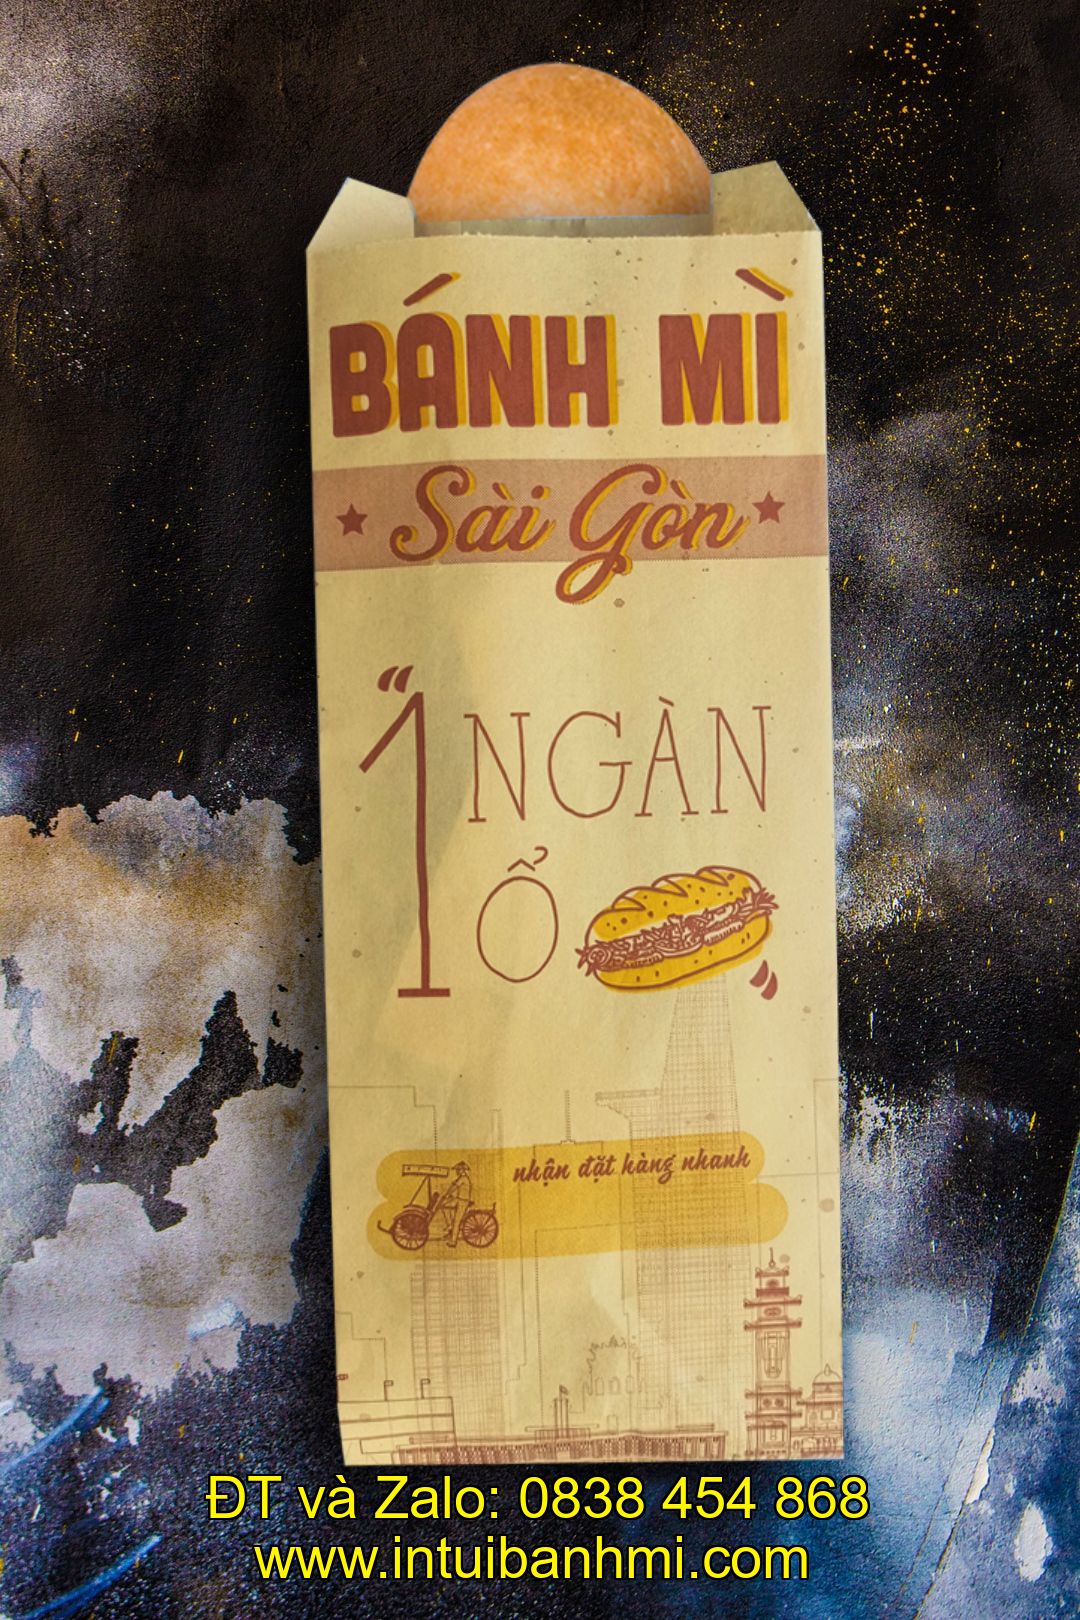 BÁNH MÌ
Sài Gòn
1 NGÀN
Ổ
nhận đặt hàng nhanh
ĐT và Zalo: 0838 454 868
www.intuibanhmi.com